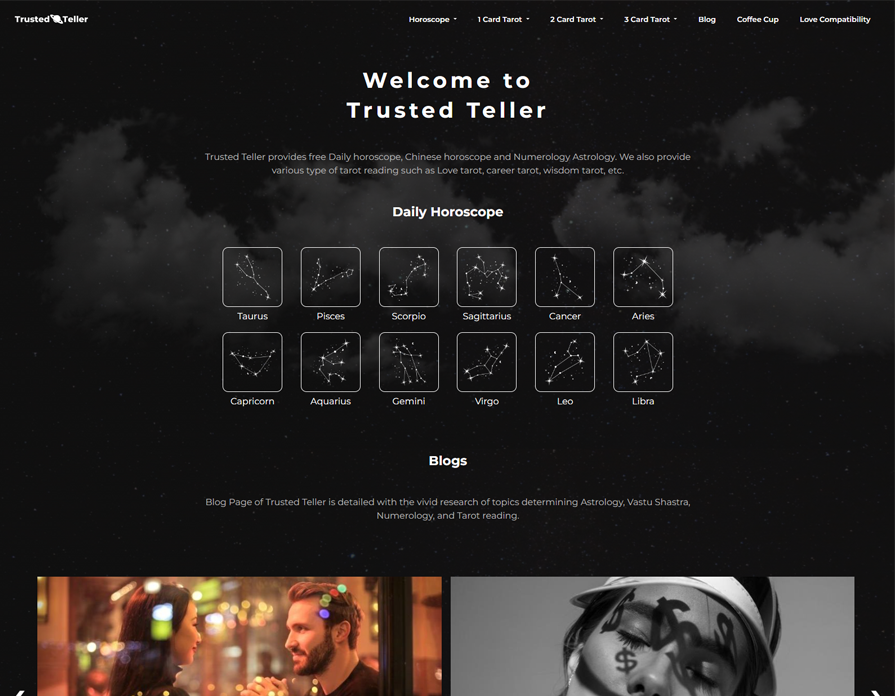 Trusted Teller
Horoscope 1 Card Tarot 2 Card Tarot 3 Card Tarot Blog Coffee Cup Love Compatibility
Welcome to
Trusted Teller
Trusted Teller provides free Daily horoscope, Chinese horoscope and Numerology Astrology. We also provide
various type of tarot reading such as Love tarot, career tarot, wisdom tarot, etc.
Daily Horoscope
Taurus Pisces Scorpio Sagittarius Cancer Aries
Capricorn Aquarius Gemini Virgo Leo Libra
Blogs
Blog Page of Trusted Teller is detailed with the vivid research of topics determining Astrology, Vastu Shastra,
Numerology, and Tarot reading.
$ $
$